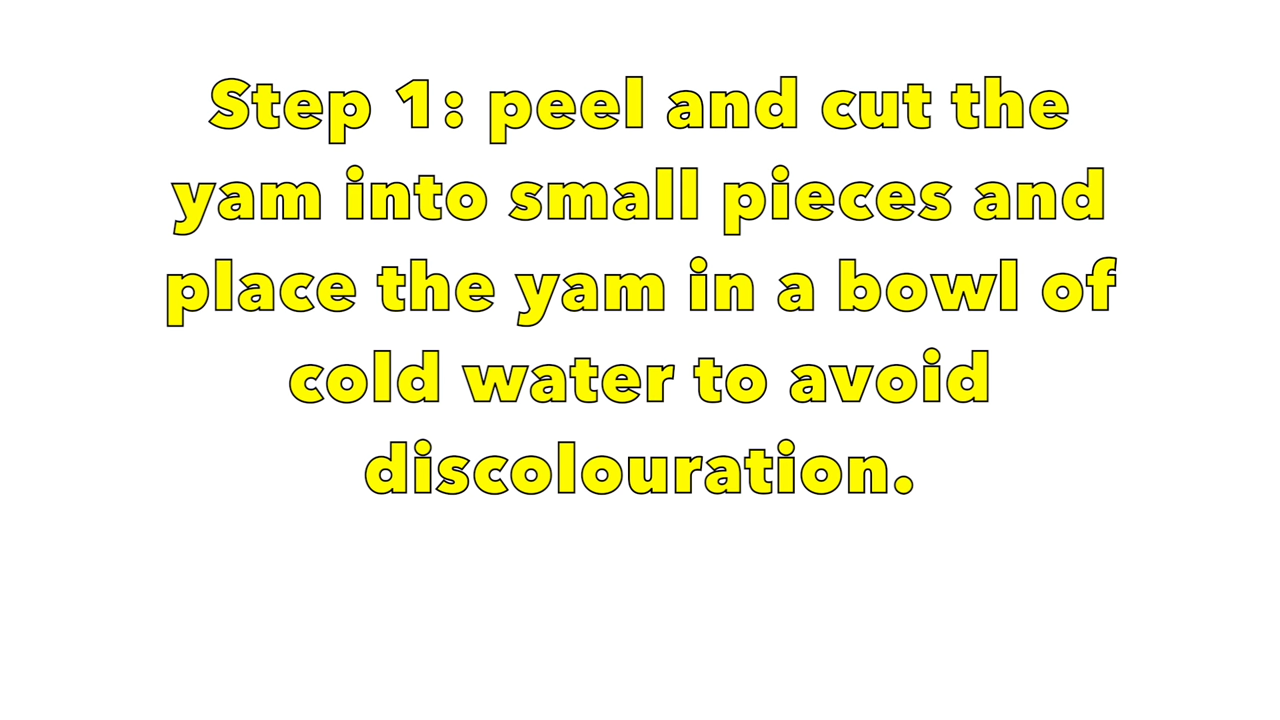 Step 1: peel and cut the
yam into small pieces and
place the yam in a bowl of
cold water to avoid
discolouration.